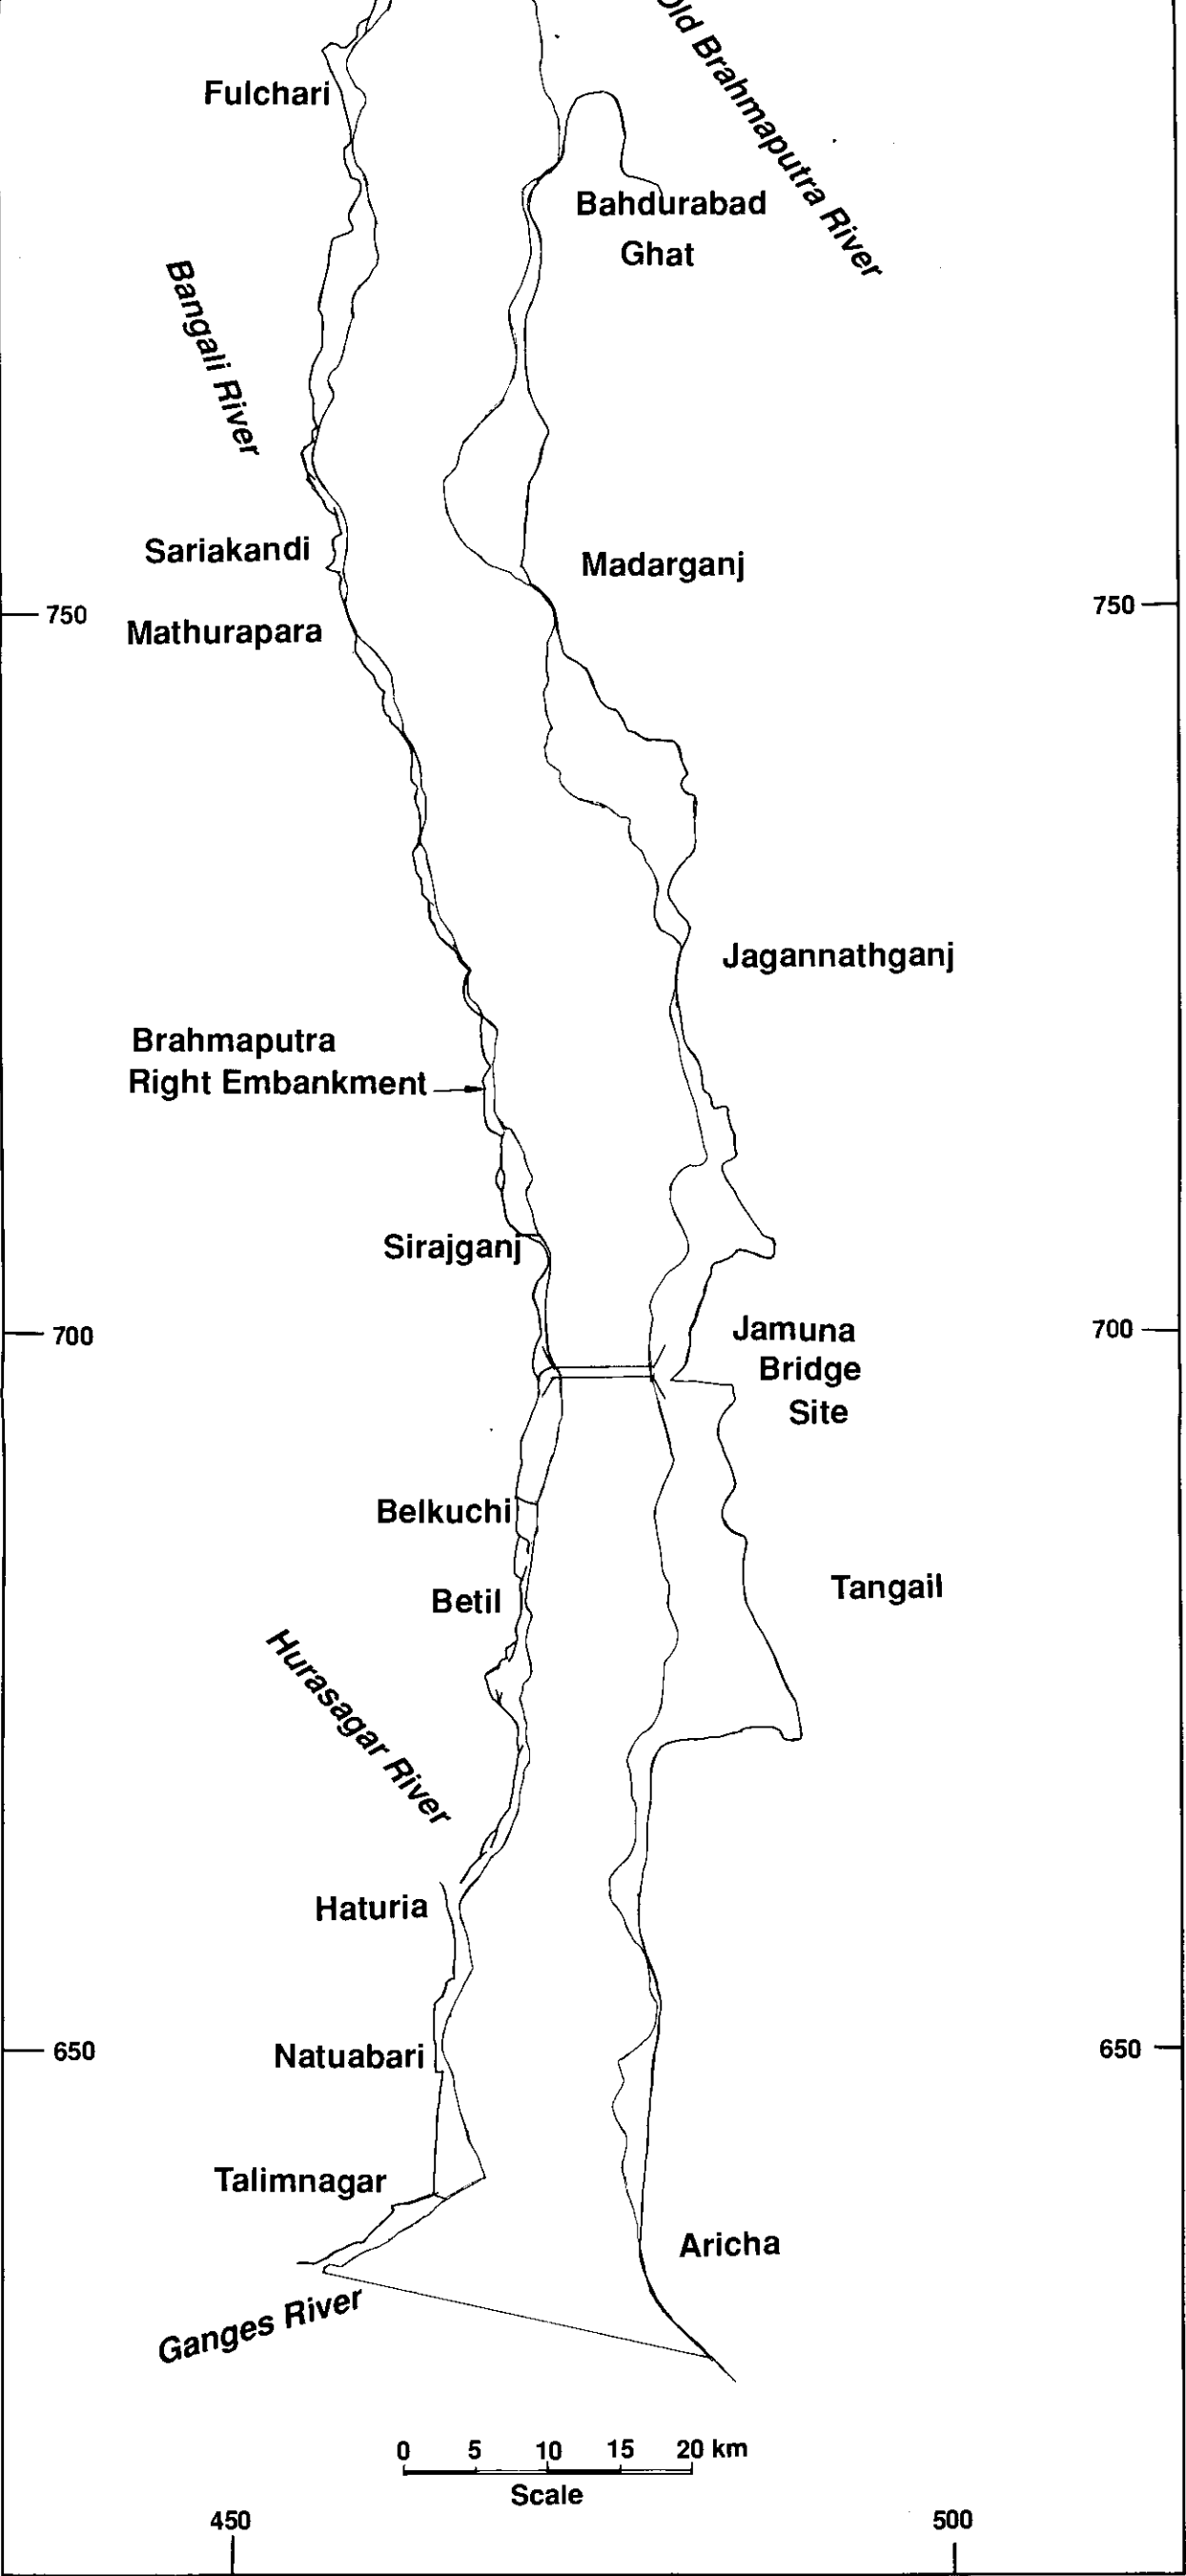 Old Brahmaputra River
Fulchari
Bahdurabad
Ghat
Bangali River
Sariakandi
Madarganj
750
750
Mathurapara
Jagannathganj
Brahmaputra
Right Embankment
Sirajganj
700
700
Jamuna
Bridge
Site
Belkuchi
Tangail
Betil
Hurasagar River
Haturia
650
650
Natuabari
Talimnagar
Aricha
Ganges River
0 5 10 15 20 km
Scale
450
500